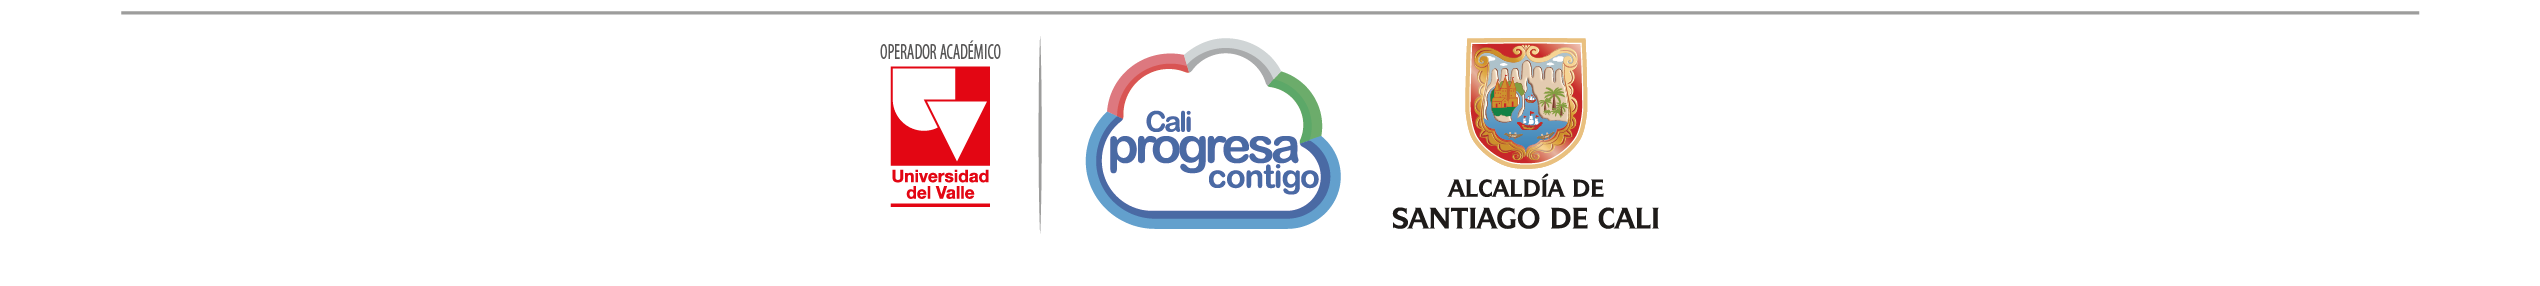 OPERADOR ACADÉMICO
Universidad
del Valle
Cali
progresa
contigo
ALCALDÍA DE
SANTIAGO DE CALI